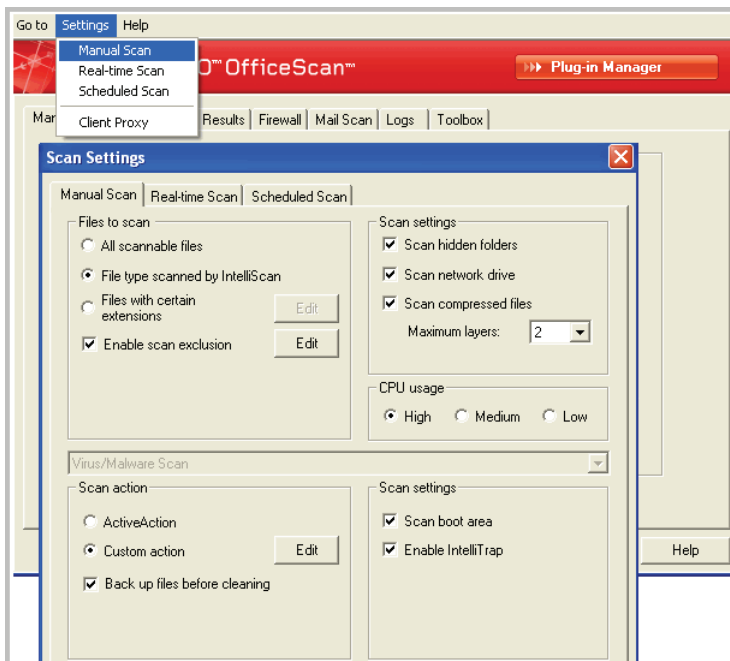 Go to Settings Help
Manual Scan
Real-time Scan
Scheduled Scan
Client Proxy
OfficeScan™
Plug-in Manager
Results Firewall Mail Scan Logs Toolbox
Scan Settings
Manual Scan Real-time Scan Scheduled Scan
Files to scan
All scannable files
File type scanned by IntelliScan
Files with certain
extensions
Edit
Enable scan exclusion Edit
Scan settings
Scan hidden folders
Scan network drive
Scan compressed files
Maximum layers: 2
CPU usage
High Medium Low
Virus/Malware Scan
Scan action
ActiveAction
Custom action Edit
Back up files before cleaning
Scan settings
Scan boot area
Enable IntelliTrap
Help